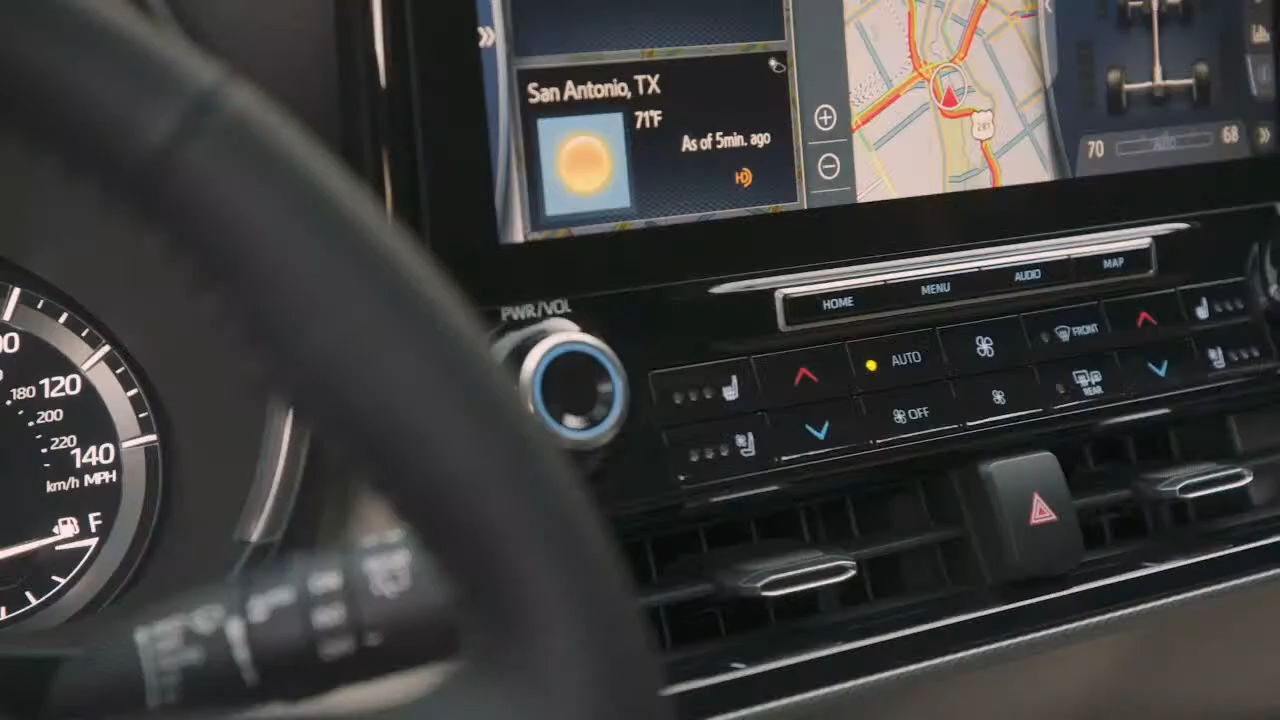 San Antonio, TX
71°F
As of 5min. ago
HD
281
70
68
PWR/VOL
HOME
MENU
AUDIO
MAP
AUTO
FRONT
OFF
REAR
120
180
200
220
140
km/h MPH
F